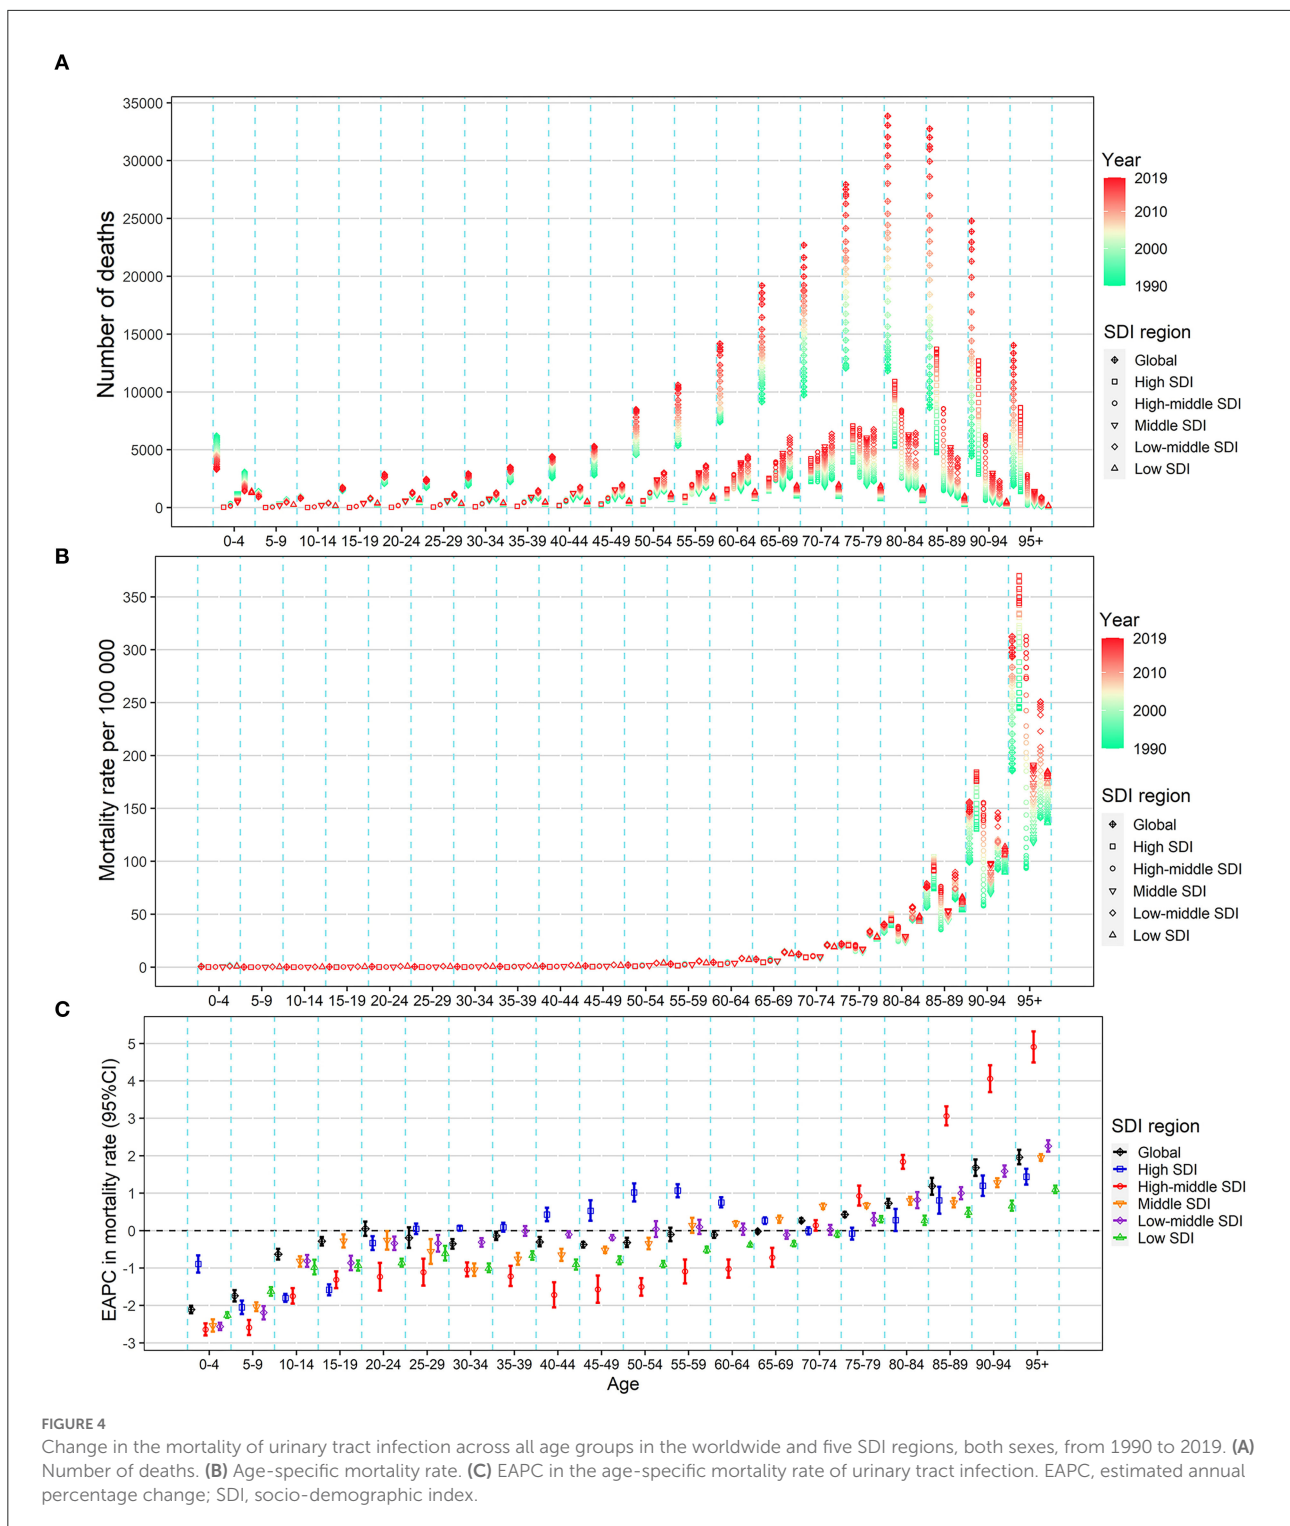 A
Number of deaths
35000
30000
25000
20000
15000
10000
5000
0
0-4 5-9 10-14 15-19 20-24 25-29 30-34 35-39 40-44 45-49 50-54 55-59 60-64 65-69 70-74 75-79 80-84 85-89 90-94 95+
Year
2019
2010
2000
1990
SDI region
Global
High SDI
High-middle SDI
Middle SDI
Low-middle SDI
Low SDI
B
Mortality rate per 100 000
350
300
250
200
150
100
50
0
0-4 5-9 10-14 15-19 20-24 25-29 30-34 35-39 40-44 45-49 50-54 55-59 60-64 65-69 70-74 75-79 80-84 85-89 90-94 95+
Year
2019
2010
2000
1990
SDI region
Global
High SDI
High-middle SDI
Middle SDI
Low-middle SDI
Low SDI
C
EAPC in mortality rate (95%CI)
5
4
3
2
1
0
-1
-2
-3
0-4 5-9 10-14 15-19 20-24 25-29 30-34 35-39 40-44 45-49 50-54 55-59 60-64 65-69 70-74 75-79 80-84 85-89 90-94 95+
Age
SDI region
Global
High SDI
High-middle SDI
Middle SDI
Low-middle SDI
Low SDI
FIGURE 4
Change in the mortality of urinary tract infection across all age groups in the worldwide and five SDI regions, both sexes, from 1990 to 2019. (A)
Number of deaths. (B) Age-specific mortality rate. (C) EAPC in the age-specific mortality rate of urinary tract infection. EAPC, estimated annual
percentage change; SDI, socio-demographic index.